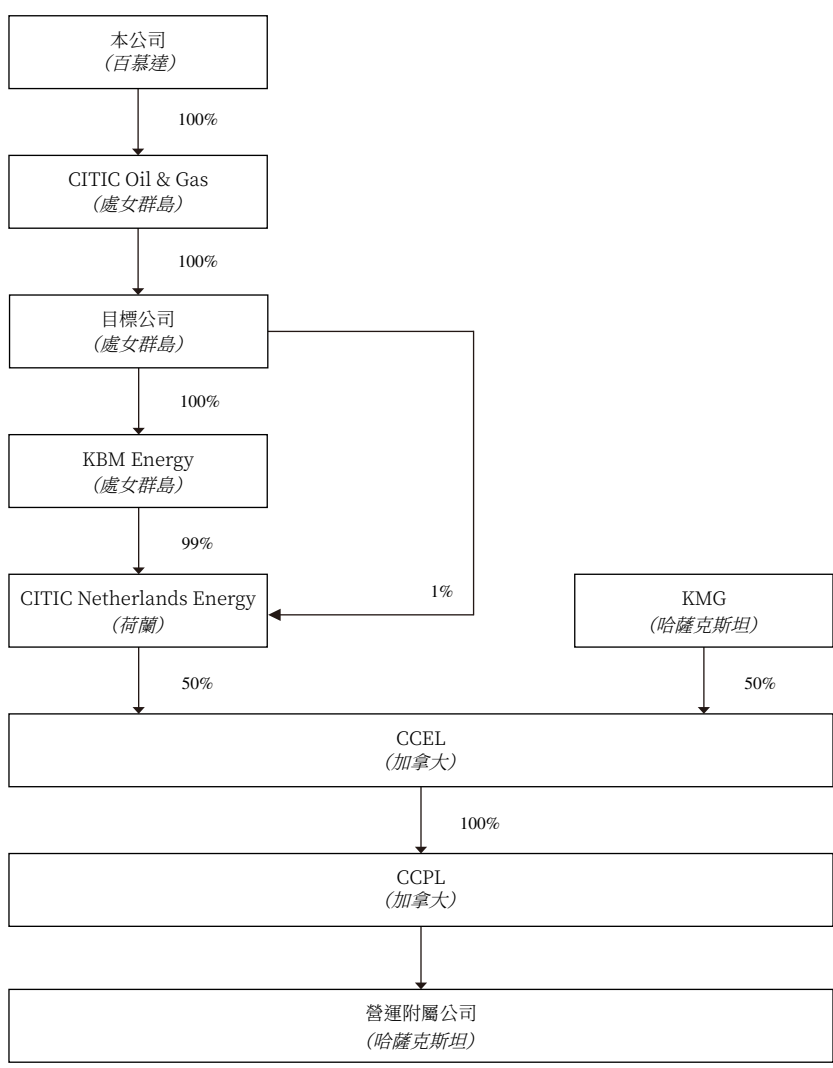 本公司
（百慕達）
100%
CITIC Oil & Gas
（處女群島）
100%
目標公司
（處女群島）
100%
KBM Energy
（處女群島）
99%
CITIC Netherlands Energy
（荷蘭）
1%
KMG
（哈薩克斯坦）
50%
50%
CCEL
（加拿大）
100%
CCPL
（加拿大）
營運附屬公司
（哈薩克斯坦）